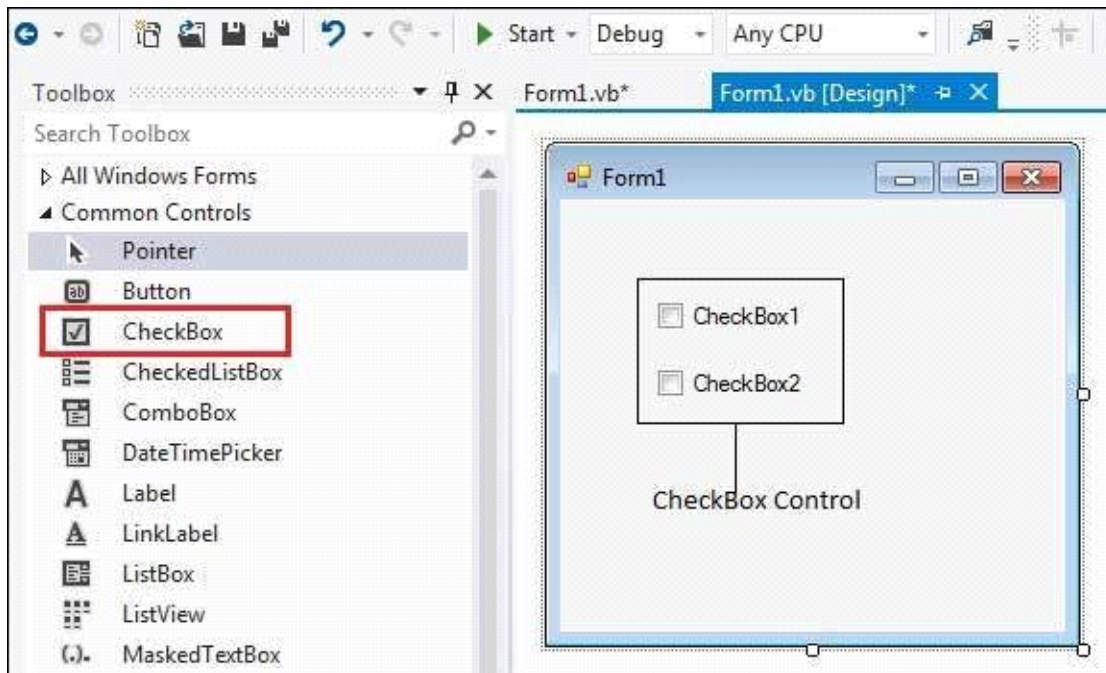 Start Debug Any CPU
Toolbox
Form1.vb* Form1.vb [Design]*
Search Toolbox
All Windows Forms
Common Controls
Pointer
Button
CheckBox
CheckedListBox
ComboBox
DateTimePicker
Label
LinkLabel
ListBox
ListView
MaskedTextBox
Form1
CheckBox1
CheckBox2
CheckBox Control